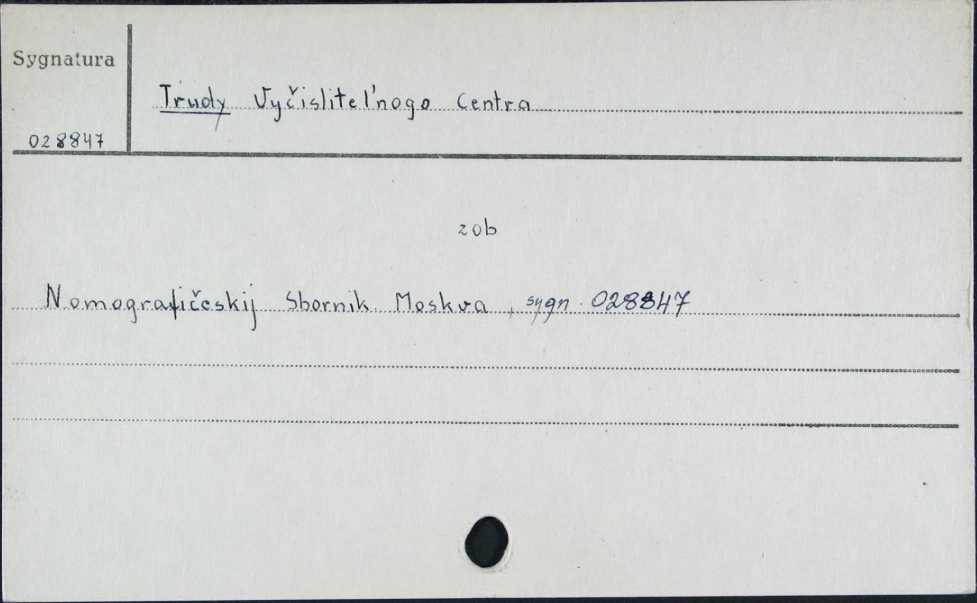 Sygnatura
Trudy Vyčislitel'nogo Centra
028847
zob
Nomografičeskij Sbornik. Moskva, sygn. 028847